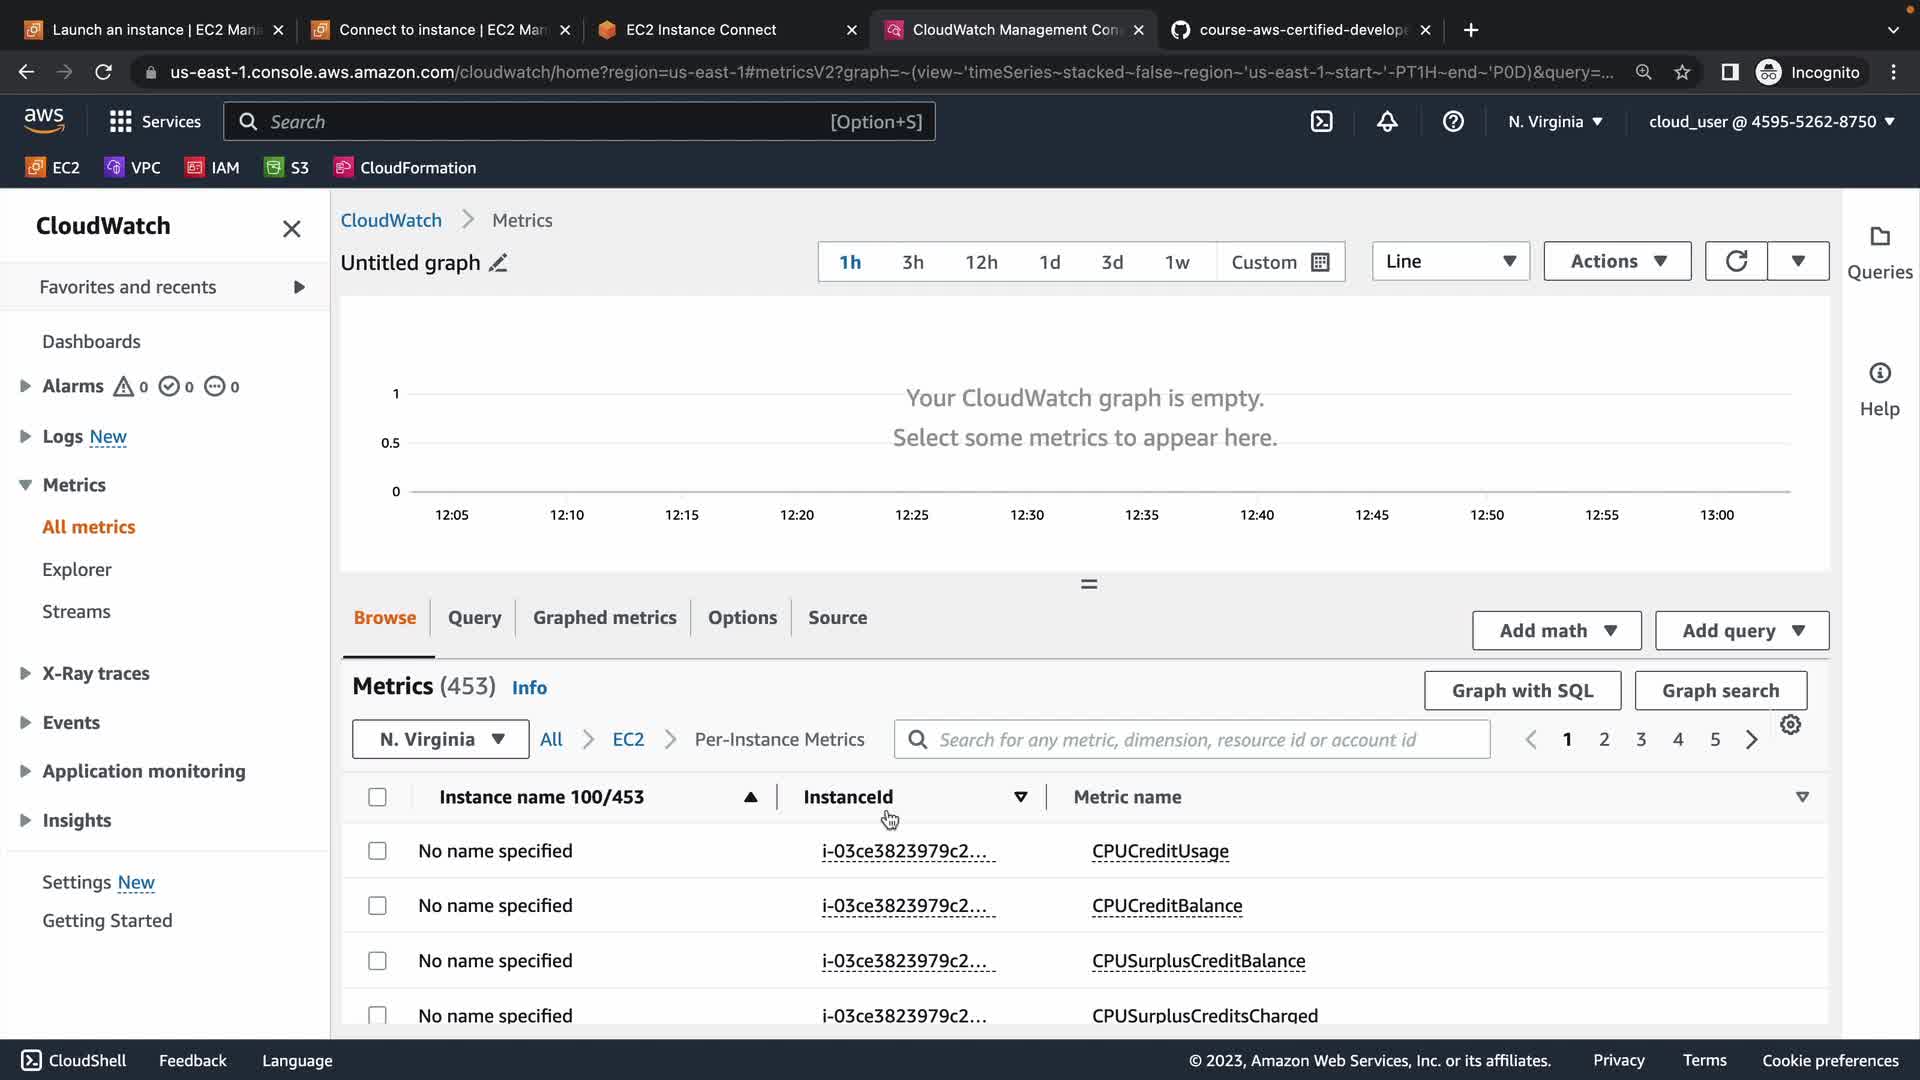 Launch an instance | EC2 Mana
Connect to instance | EC2 Man
EC2 Instance Connect
CloudWatch Management Con
course-aws-certified-develope
us-east-1.console.aws.amazon.com/cloudwatch/home?region=us-east-1#metricsV2?graph=~(view~'timeSeries~stacked~false~region~'us-east-1~start~'-PT1H~end~'P0D)&query=...
Incognito
aws
Services
Search
[Option+S]
N. Virginia
cloud_user @ 4595-5262-8750
EC2
VPC
IAM
S3
CloudFormation
CloudWatch
Favorites and recents
Dashboards
Alarms 0 0 0
Logs New
Metrics
All metrics
Explorer
Streams
X-Ray traces
Events
Application monitoring
Insights
Settings New
Getting Started
CloudWatch
Metrics
Untitled graph
1h
3h
12h
1d
3d
1w
Custom
Line
Actions
Queries
Help
Your CloudWatch graph is empty.
Select some metrics to appear here.
1
0.5
0
12:05
12:10
12:15
12:20
12:25
12:30
12:35
12:40
12:45
12:50
12:55
13:00
Browse
Query
Graphed metrics
Options
Source
Add math
Add query
Metrics (453) Info
Graph with SQL
Graph search
N. Virginia
All
EC2
Per-Instance Metrics
Search for any metric, dimension, resource id or account id
1 2 3 4 5
Instance name 100/453
InstanceId
Metric name
No name specified
i-03ce3823979c2...
CPUCreditUsage
No name specified
i-03ce3823979c2...
CPUCreditBalance
No name specified
i-03ce3823979c2...
CPUSurplusCreditBalance
No name specified
i-03ce3823979c2...
CPUSurplusCreditsCharged
CloudShell
Feedback
Language
© 2023, Amazon Web Services, Inc. or its affiliates.
Privacy
Terms
Cookie preferences